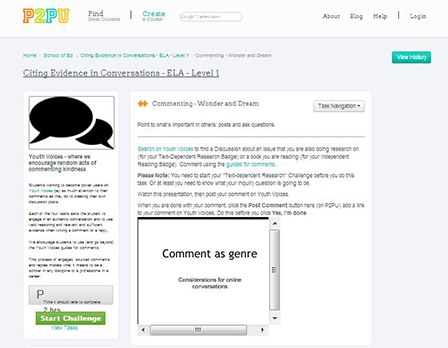 P2PU
Find
Great Courses
Create
a Course
About Blog Help Login
Home School of Ed Citing Evidence in Conversations - ELA - Level 1 Commenting - Wonder and Dream
View History
Citing Evidence in Conversations - ELA - Level 1
Youth Voices - where we
encourage random acts of
commenting kindness
Students working to become power users on
Youth Voices pay as much attention to their
comments as they do to creating their own
discussion posts.
Each of the four tasks asks the student to
engage in an authentic conversation and to use
valid reasoning and relevant and sufficient
evidence when writing a comment or a reply.
We encourage students to use (and go beyond)
the Youth Voices guides for comments.
This process of engaged, sourced comments
and replies models what it means to be a
scholar in any discipline or a professional in a
career.
P
Time it should take to complete:
2 hrs
Start Challenge
View Tasks
Commenting - Wonder and Dream
Task Navigation
Point to what's important in others' posts and ask questions.
Search on Youth Voices to find a Discussion about an issue that you are also doing research on
(for your Text-Dependent Research Badge) or a book you are reading (for your Independent
Reading Badge). Comment using the guides for comments.
Please Note: You need to start your "Text-dependent Research" Challenge before you do this
task. Or at least you need to know what your inquiry question is going to be.
Watch this presentation, then post your comment on Youth Voices.
When you are done with your comment, click the Post Comment button here (on P2PU) add a link
to your comment on Youth Voices. Do this before you click Yes, I'm done.
Comment as genre
Considerations for online
conversations